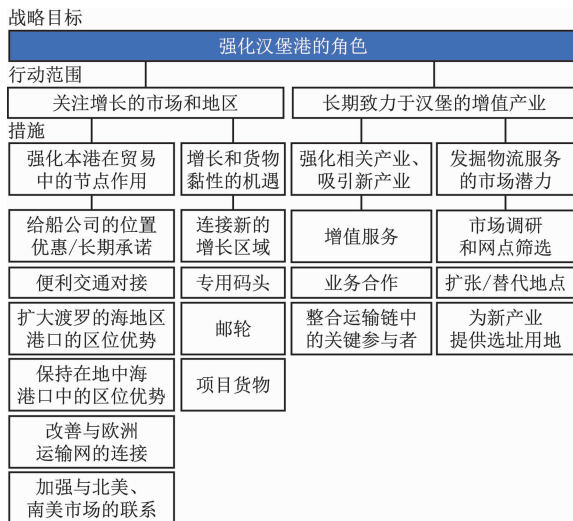 战略目标
强化汉堡港的角色
行动范围
关注增长的市场和地区
长期致力于汉堡的增值产业
措施
强化本港在贸易
中的节点作用
增长和货物
黏性的机遇
强化相关产业、
吸引新产业
发掘物流服务
的市场潜力
给船公司的位置
优惠/长期承诺
连接新的
增长区域
增值服务
市场调研
和网点筛选
便利交通对接
专用码头
业务合作
扩张/替代地点
扩大渡罗的海地区
港口的区位优势
邮轮
整合运输链中
的关键参与者
为新产业
提供选址用地
保持在地中海
港口中的区位优势
项目货物
改善与欧洲
运输网的连接
加强与北美、
南美市场的联系